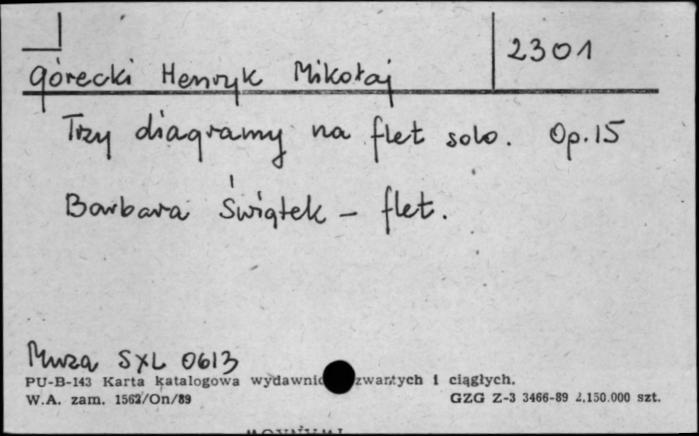 2301
Górecki Henryk Mikołaj
Trzy diagramy na flet solo. Op.15
Barbara Świątek – flet.
Muza SXL 0613
PU-B-143 Karta katalogowa wydawnic zwartych i ciągłych.
W.A. zam. 1562/On/89 GZG Z-3 3466-89 2.150.000 szt.